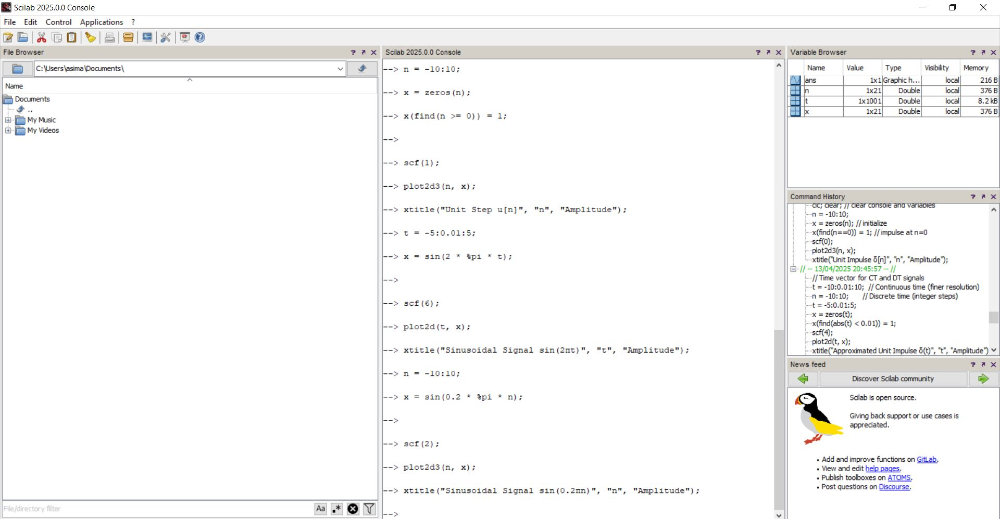 Scilab 2025.0.0 Console
File Edit Control Applications ?
File Browser
C:\Users\asima\Documents\
Name
Documents
..
My Music
My Videos
File/directory filter
Aa .*
Scilab 2025.0.0 Console
--> n = -10:10;
--> x = zeros(n);
--> x(find(n >= 0)) = 1;
-->
--> scf(1);
--> plot2d3(n, x);
--> xtitle("Unit Step u[n]", "n", "Amplitude");
--> t = -5:0.01:5;
--> x = sin(2 * %pi * t);
-->
--> scf(6);
--> plot2d(t, x);
--> xtitle("Sinusoidal Signal sin(2πt)", "t", "Amplitude");
--> n = -10:10;
--> x = sin(0.2 * %pi * n);
-->
--> scf(2);
--> plot2d3(n, x);
--> xtitle("Sinusoidal Signal sin(0.2πn)", "n", "Amplitude");
-->
Variable Browser
Name Value Type Visibility Memory
ans 1x1 Graphic h... local 216 B
n 1x21 Double local 376 B
t 1x1001 Double local 8.2 kB
x 1x21 Double local 376 B
Command History
clc; clear; // clear console and variables
n = -10:10;
x = zeros(n); // initialize
x(find(n==0)) = 1; // impulse at n=0
scf(0);
plot2d3(n, x);
xtitle("Unit Impulse δ[n]", "n", "Amplitude");
// -- 13/04/2025 20:45:57 -- //
// Time vector for CT and DT signals
t = -10:0.01:10; // Continuous time (finer resolution)
n = -10:10; // Discrete time (integer steps)
t = -5:0.01:5;
x = zeros(t);
x(find(abs(t) < 0.01)) = 1;
scf(4);
plot2d(t, x);
xtitle("Approximated Unit Impulse δ(t)", "t", "Amplitude")
News feed
Discover Scilab community
Scilab is open source.
Giving back support or use cases is
appreciated.
• Add and improve functions on GitLab.
• View and edit help pages.
• Publish toolboxes on ATOMS.
• Post questions on Discourse.